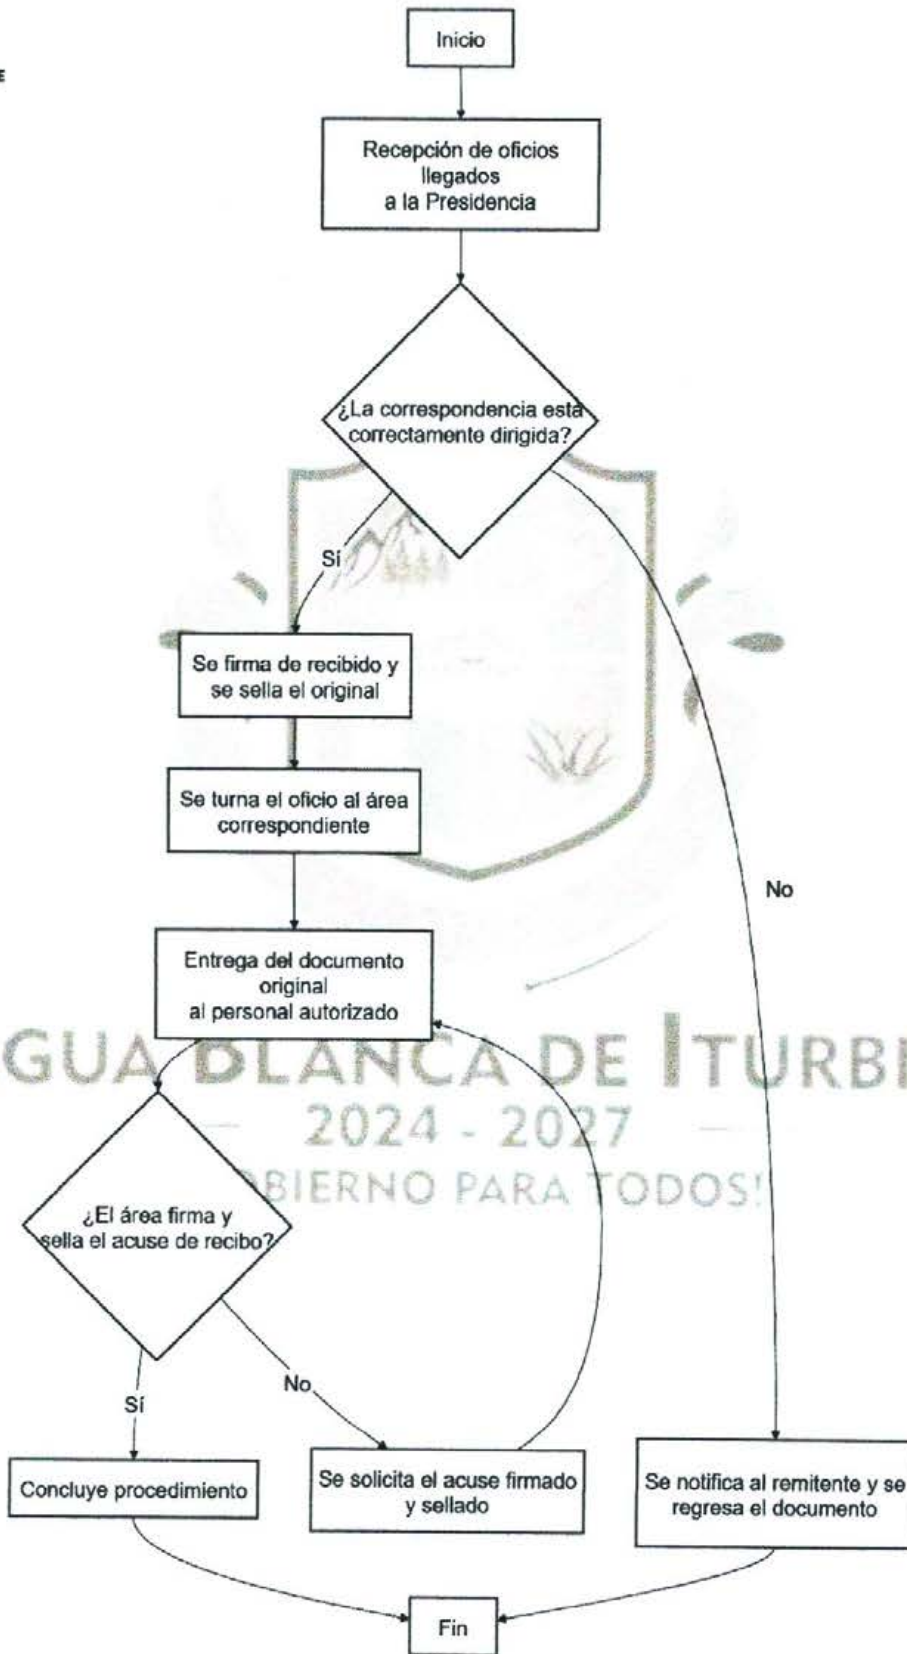 Inicio
E
Recepción de oficios
llegados
a la Presidencia
¿La correspondencia está
correctamente dirigida?
Sí
Se firma de recibido y
se sella el original
Se turna el oficio al área
correspondiente
No
Entrega del documento
original
al personal autorizado
GUA BLANCA DE ITURBI
2024 - 2027
OBIERNO PARA TODOS!
¿El área firma y
sella el acuse de recibo?
No
Sí
Concluye procedimiento
Se solicita el acuse firmado
y sellado
Se notifica al remitente y se
regresa el documento
Fin